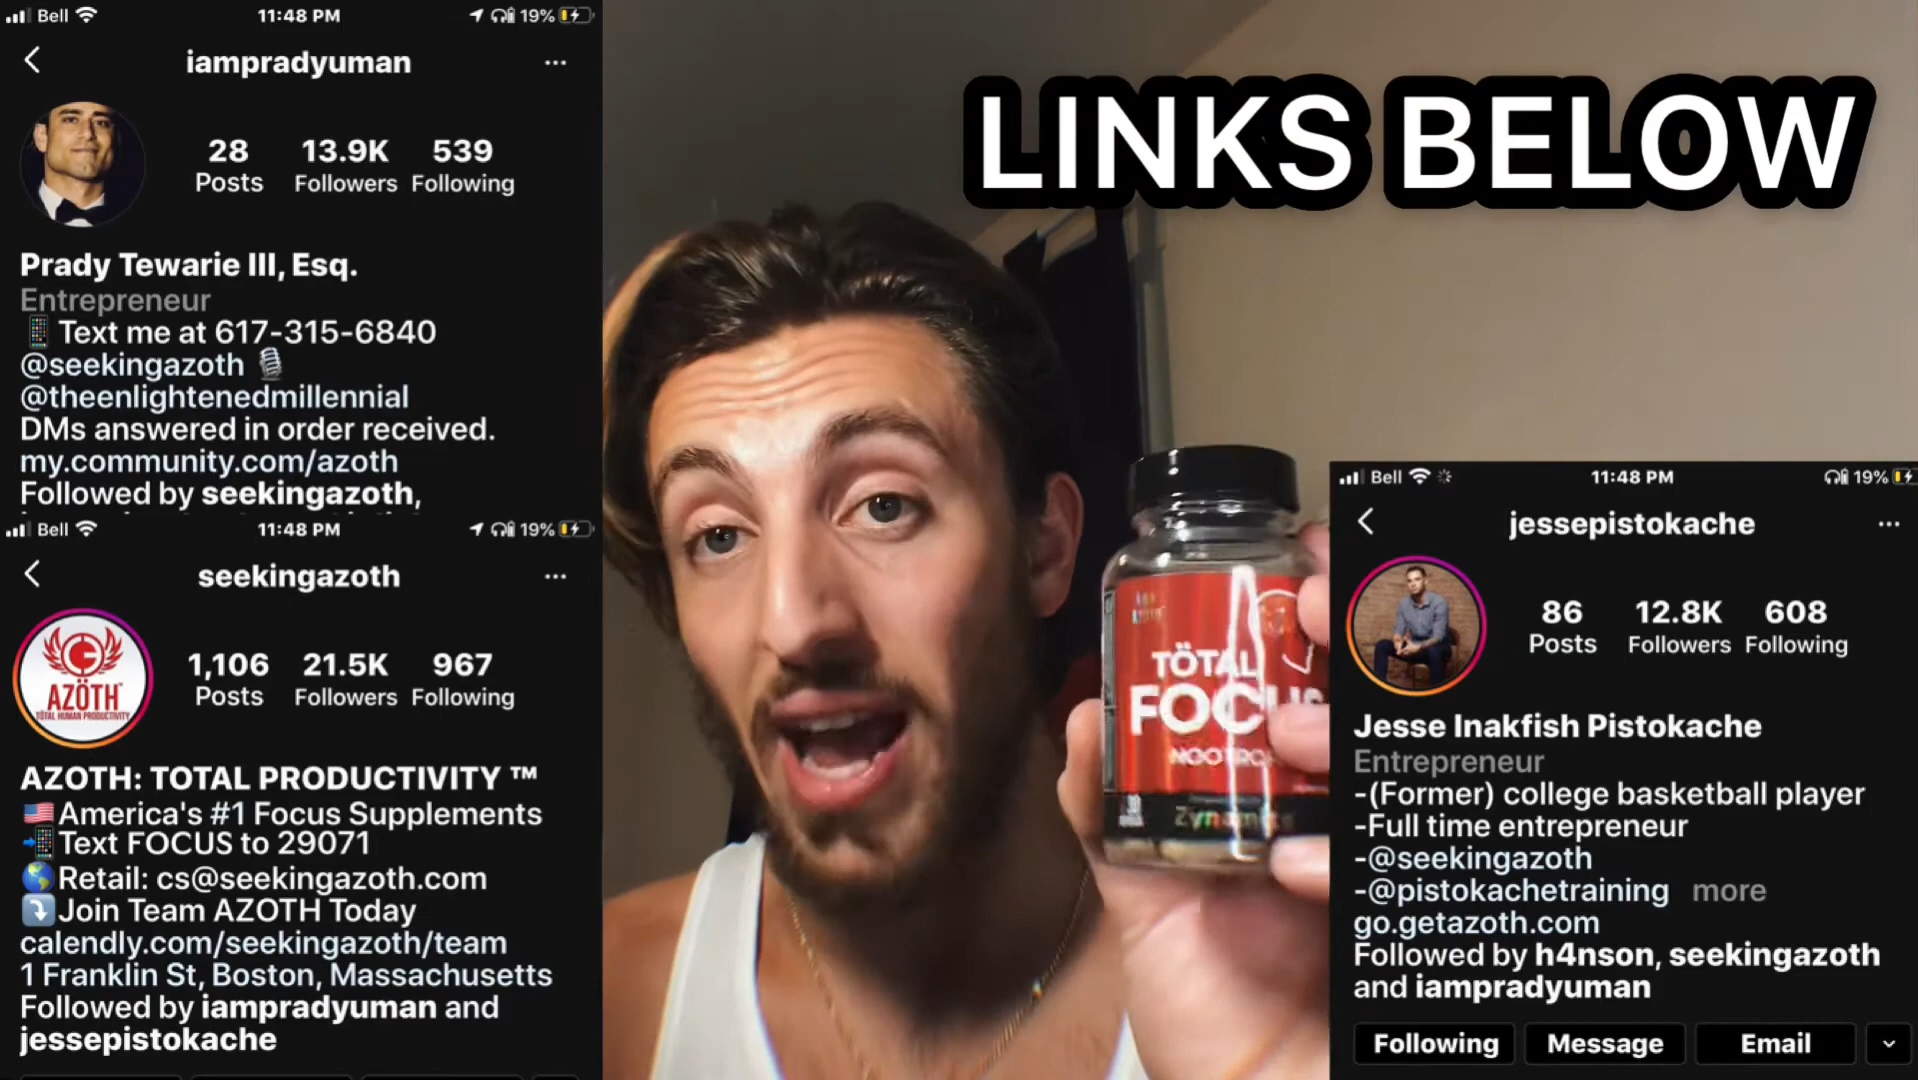 Bell 11:48 PM 19%
iampradyuman
28 13.9K 539
Posts Followers Following
Prady Tewarie III, Esq.
Entrepreneur
Text me at 617-315-6840
@seekingazoth
@theenlightenedmillennial
DMs answered in order received.
my.community.com/azoth
Followed by seekingazoth,
Bell 11:48 PM 19%
seekingazoth
AZÖTH™
TÖTAL HUMAN PRODUCTIVITY
1,106 21.5K 967
Posts Followers Following
AZOTH: TOTAL PRODUCTIVITY ™
America's #1 Focus Supplements
Text FOCUS to 29071
Retail: cs@seekingazoth.com
Join Team AZOTH Today
calendly.com/seekingazoth/team
1 Franklin St, Boston, Massachusetts
Followed by iampradyuman and
jessepistokache
LINKS BELOW
TÖTAL
Bell 11:48 PM 19%
jessepistokache
86 12.8K 608
Posts Followers Following
Jesse Inakfish Pistokache
Entrepreneur
-(Former) college basketball player
-Full time entrepreneur
-@seekingazoth
-@pistokachetraining more
go.getazoth.com
Followed by h4nson, seekingazoth
and iampradyuman
Following Message Email